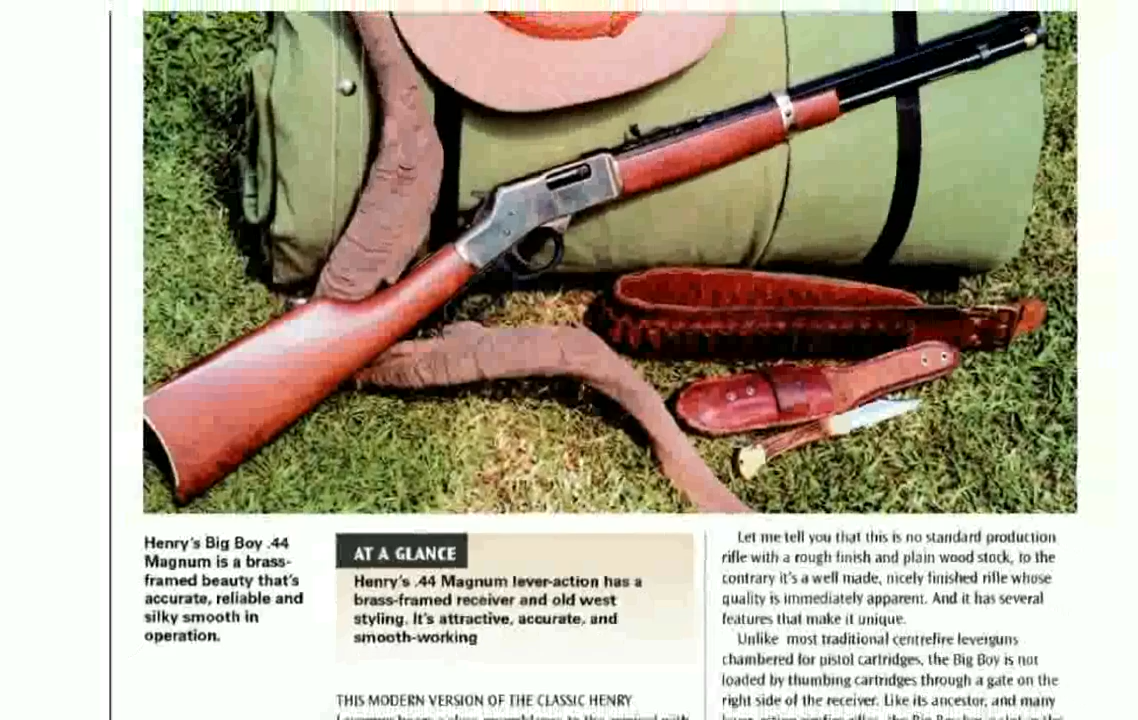 Henry's Big Boy .44
Magnum is a brass-
framed beauty that's
accurate, reliable and
silky smooth in
operation.
AT A GLANCE
Henry's .44 Magnum lever-action has a
brass-framed receiver and old west
styling. It's attractive, accurate, and
smooth-working
THIS MODERN VERSION OF THE CLASSIC HENRY
Let me tell you that this is no standard production
rifle with a rough finish and plain wood stock, to the
contrary it's a well made, nicely finished rifle whose
quality is immediately apparent. And it has several
features that make it unique.
Unlike most traditional centrefire leverguns
chambered for pistol cartridges, the Big Boy is not
loaded by thumbing cartridges through a gate on the
right side of the receiver. Like its ancestor, and many